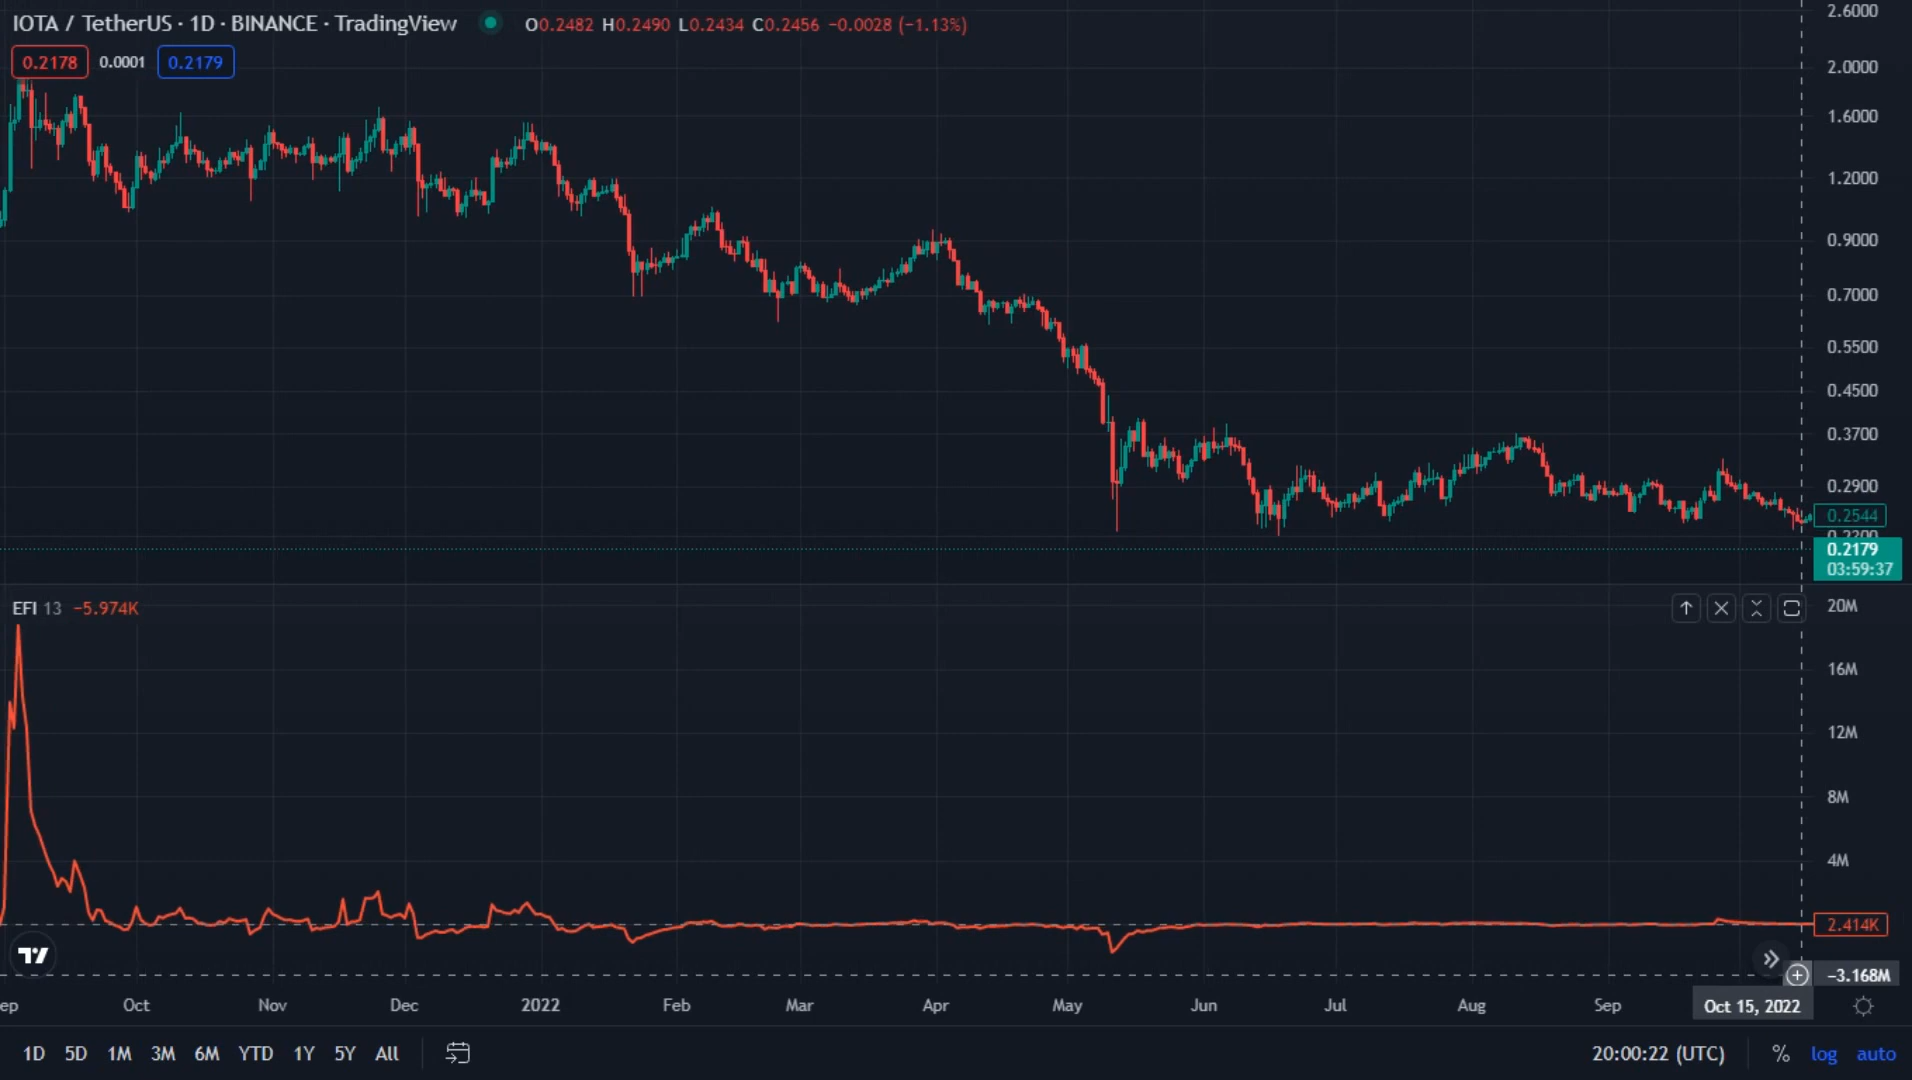 IOTA / TetherUS · 1D · BINANCE · TradingView O0.2482 H0.2490 L0.2434 C0.2456 −0.0028 (−1.13%)
0.2178 0.0001 0.2179
2.6000
2.0000
1.6000
1.2000
0.9000
0.7000
0.5500
0.4500
0.3700
0.2900
0.2544
0.2200
0.2179
03:59:37
EFI 13 −5.974K
20M
16M
12M
8M
4M
2.414K
−3.168M
ep Oct Nov Dec 2022 Feb Mar Apr May Jun Jul Aug Sep Oct 15, 2022
1D 5D 1M 3M 6M YTD 1Y 5Y All 20:00:22 (UTC) % log auto